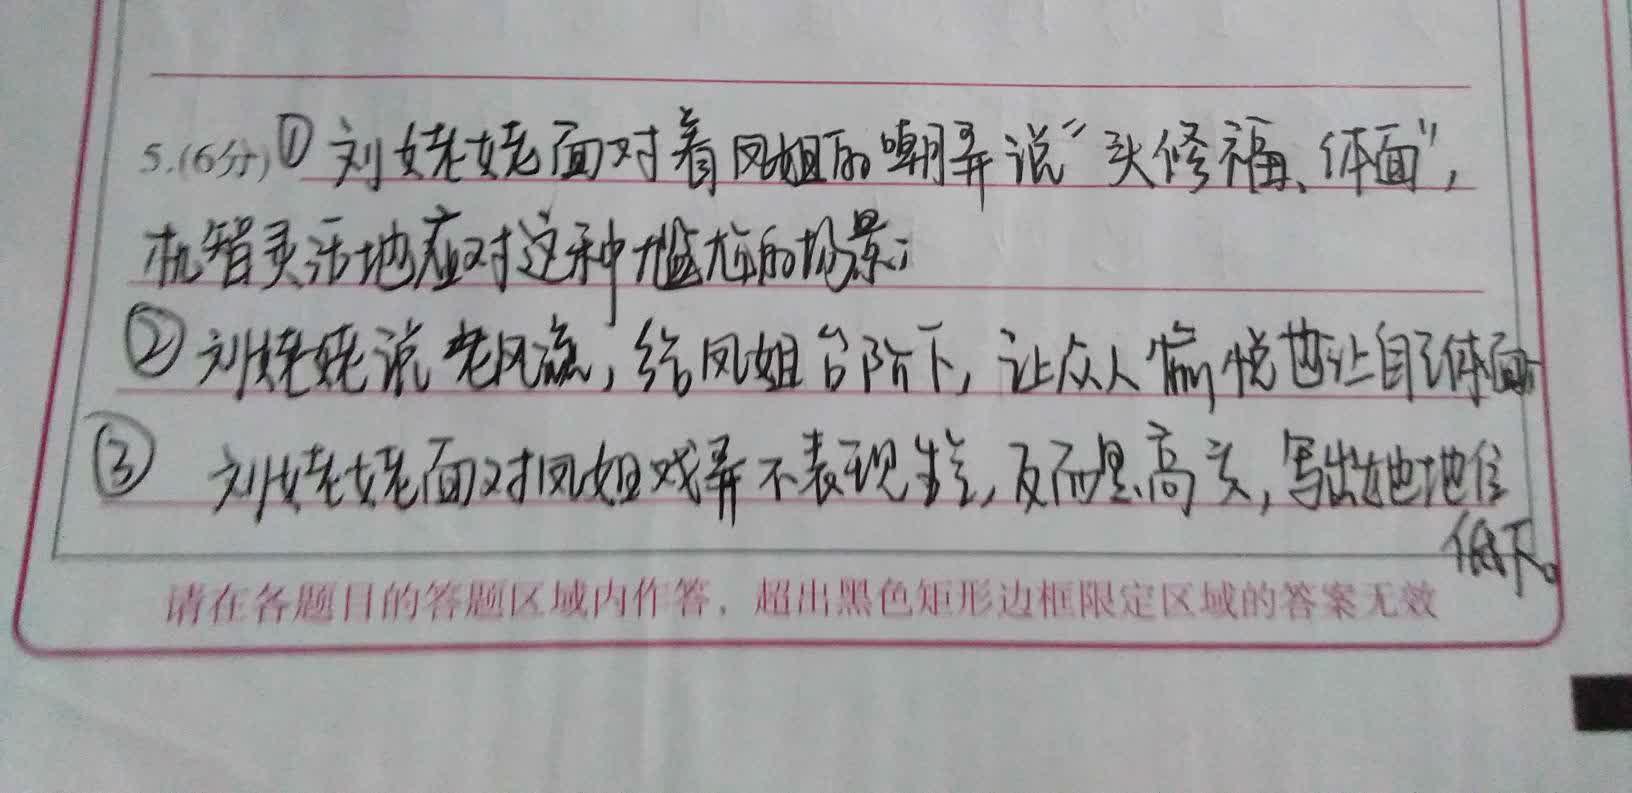 5.(6分)①刘姥姥面对着凤姐的嘲弄说“头修福、体面”,
机智灵活地应对这种尴尬的场景;
②刘姥姥说老风流,给凤姐台阶下,让众人愉悦也让自己体面
③刘姥姥面对凤姐戏弄不表现生气,反而更高兴,写出她地位
低下。
请在各题目的答题区域内作答,超出黑色矩形边框限定区域的答案无效